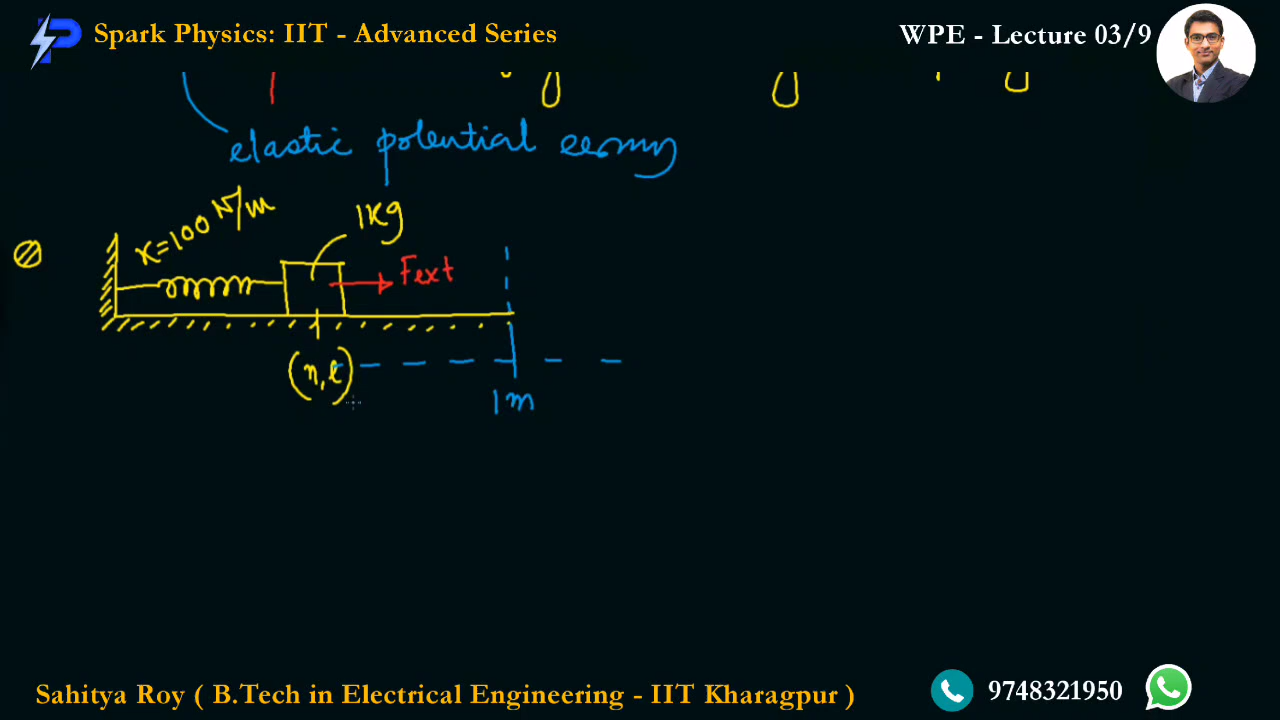 Spark Physics: IIT - Advanced Series
WPE - Lecture 03/9
elastic potential
K=100 N/m
1Kg
Fext
(n,l)
1m
Sahitya Roy ( B.Tech in Electrical Engineering - IIT Kharagpur )
9748321950